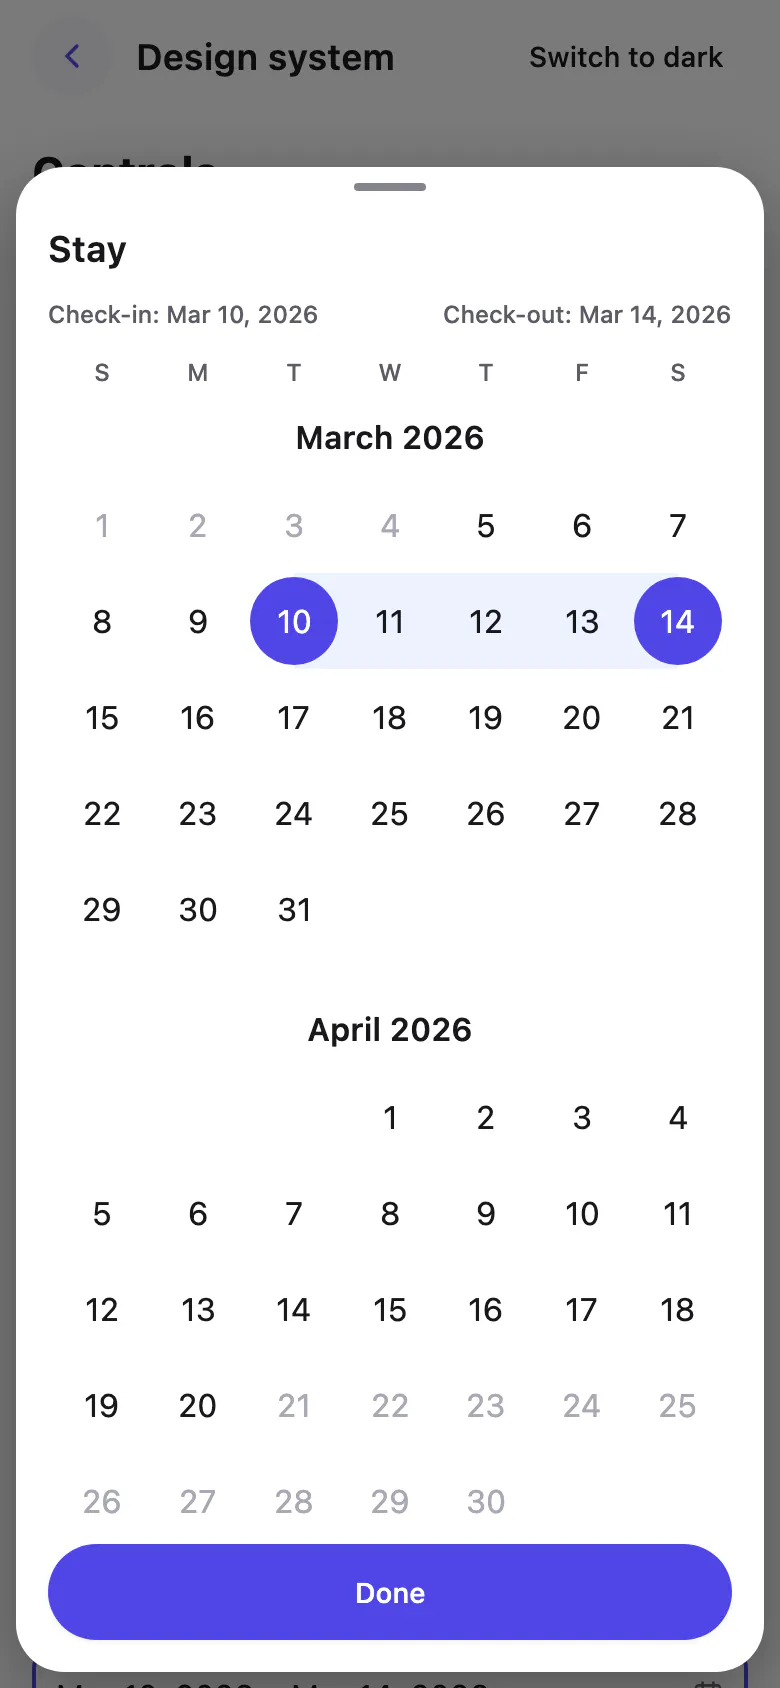 Design system
Switch to dark
Controls
Stay
Check-in: Mar 10, 2026
Check-out: Mar 14, 2026
S M T W T F S
March 2026
1 2 3 4 5 6 7
8 9 10 11 12 13 14
15 16 17 18 19 20 21
22 23 24 25 26 27 28
29 30 31
April 2026
1 2 3 4
5 6 7 8 9 10 11
12 13 14 15 16 17 18
19 20 21 22 23 24 25
26 27 28 29 30
Done